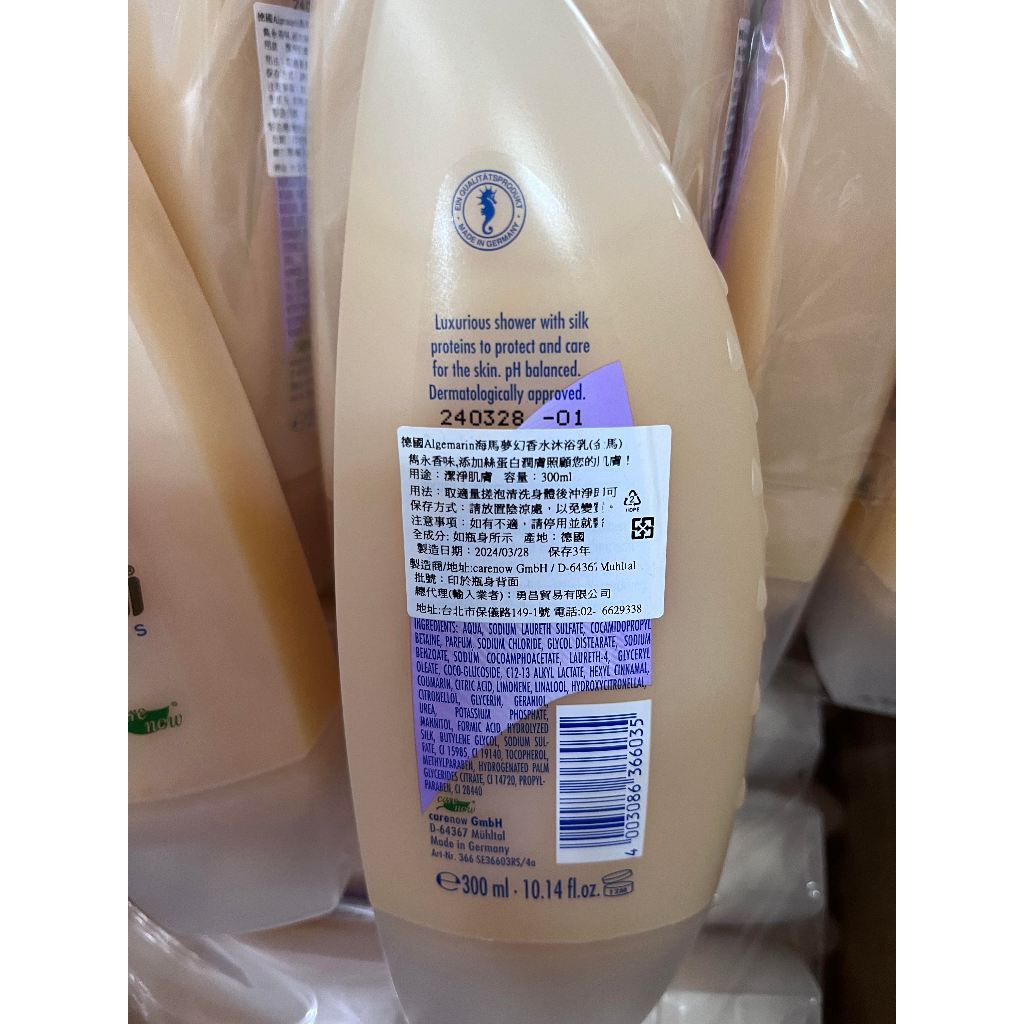 EIN QUALITÄTSPRODUKT
MADE IN GERMANY
Luxurious shower with silk
proteins to protect and care
for the skin. pH balanced.
Dermatologically approved.
240328 -01
德國Algemarin海馬夢幻香水沐浴乳(金馬)
雋永香味,添加絲蛋白潤膚照顧您的肌膚!
用途：潔淨肌膚 容量：300ml
用法：取適量搓泡清洗身體後沖淨即可
保存方式：請放置陰涼處，以免變質。
HDPE
注意事項：如有不適，請停用並就醫
全成分: 如瓶身所示 產地：德國
製造日期：2024/03/28 保存3年
製造商/地址:carenow GmbH / D-64367 Muhltal
批號：印於瓶身背面
總代理(輸入業者)：勇昌貿易有限公司
地址:台北市保儀路149-1號 電話:02- 6629338
INGREDIENTS: AQUA, SODIUM LAURETH SULFATE, COCAMIDOPROPYL
BETAINE, PARFUM, SODIUM CHLORIDE, GLYCOL DISTEARATE, SODIUM
BENZOATE, SODIUM COCOAMPHOACETATE, LAURETH-4, GLYCERYL
OLEATE, COCO-GLUCOSIDE, C12-13 ALKYL LACTATE, HEXYL CINNAMAL,
COUMARIN, CITRIC ACID, LIMONENE, LINALOOL, HYDROXYCITRONELLAL,
CITRONELLOL, GLYCERIN, GERANIOL,
UREA, POTASSIUM PHOSPHATE,
MANNITOL, FORMIC ACID, HYDROLYZED
SILK, BUTYLENE GLYCOL, SODIUM SUL-
FATE, CI 15985, CI 19140, TOCOPHEROL,
METHYLPARABEN, HYDROGENATED PALM
GLYCERIDES CITRATE, CI 14720, PROPYL-
PARABEN, CI 28440
care now
carenow GmbH
D-64367 Mühltal
Made in Germany
Art-Nr. 366 SE36603RS/4a
4 003086 366035
℮300 ml · 10.14 fl.oz.
12M